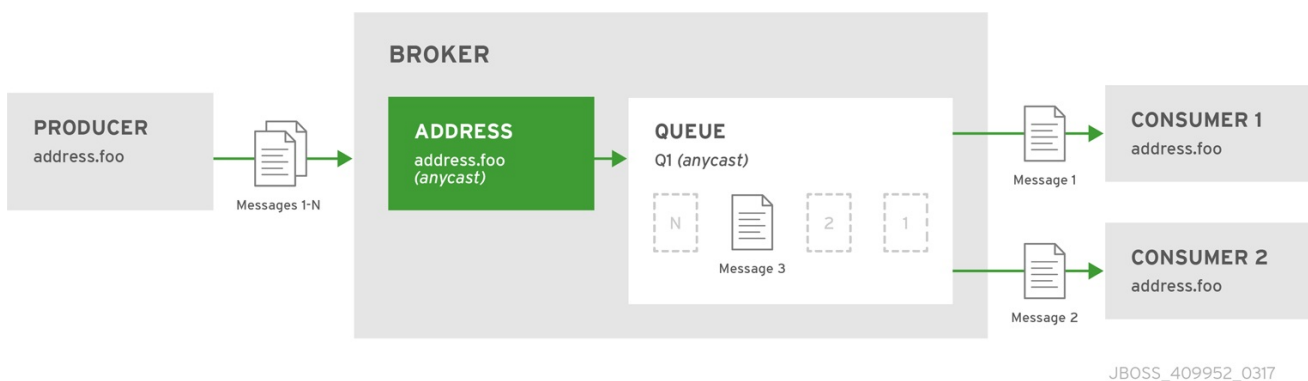 BROKER
PRODUCER
address.foo
Messages 1-N
ADDRESS
address.foo
(anycast)
QUEUE
Q1 (anycast)
N
2
1
Message 3
Message 1
CONSUMER 1
address.foo
Message 2
CONSUMER 2
address.foo
JBOSS_409952_0317